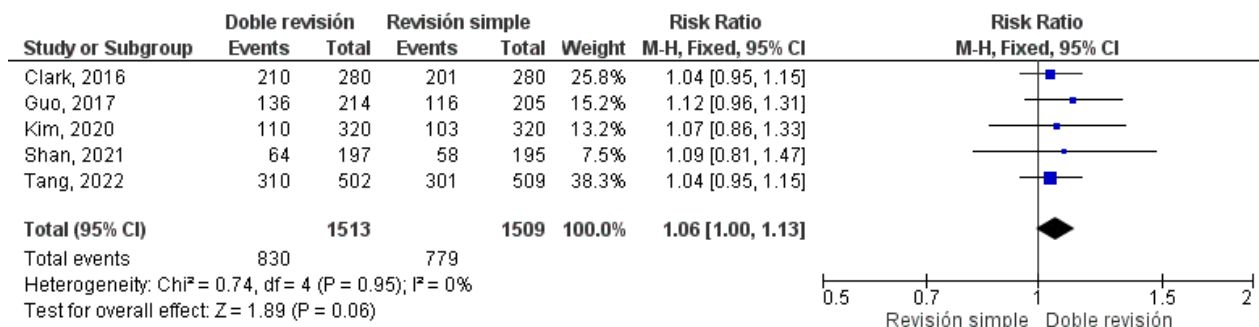 Doble revisión Revisión simple Risk Ratio Risk Ratio
Study or Subgroup Events Total Events Total Weight M-H, Fixed, 95% CI M-H, Fixed, 95% CI
Clark, 2016 210 280 201 280 25.8% 1.04 [0.95, 1.15]
Guo, 2017 136 214 116 205 15.2% 1.12 [0.96, 1.31]
Kim, 2020 110 320 103 320 13.2% 1.07 [0.86, 1.33]
Shan, 2021 64 197 58 195 7.5% 1.09 [0.81, 1.47]
Tang, 2022 310 502 301 509 38.3% 1.04 [0.95, 1.15]
Total (95% CI) 1513 1509 100.0% 1.06 [1.00, 1.13]
Total events 830 779
Heterogeneity: Chi² = 0.74, df = 4 (P = 0.95); I² = 0%
Test for overall effect: Z = 1.89 (P = 0.06)
0.5 0.7 1 1.5 2
Revisión simple Doble revisión